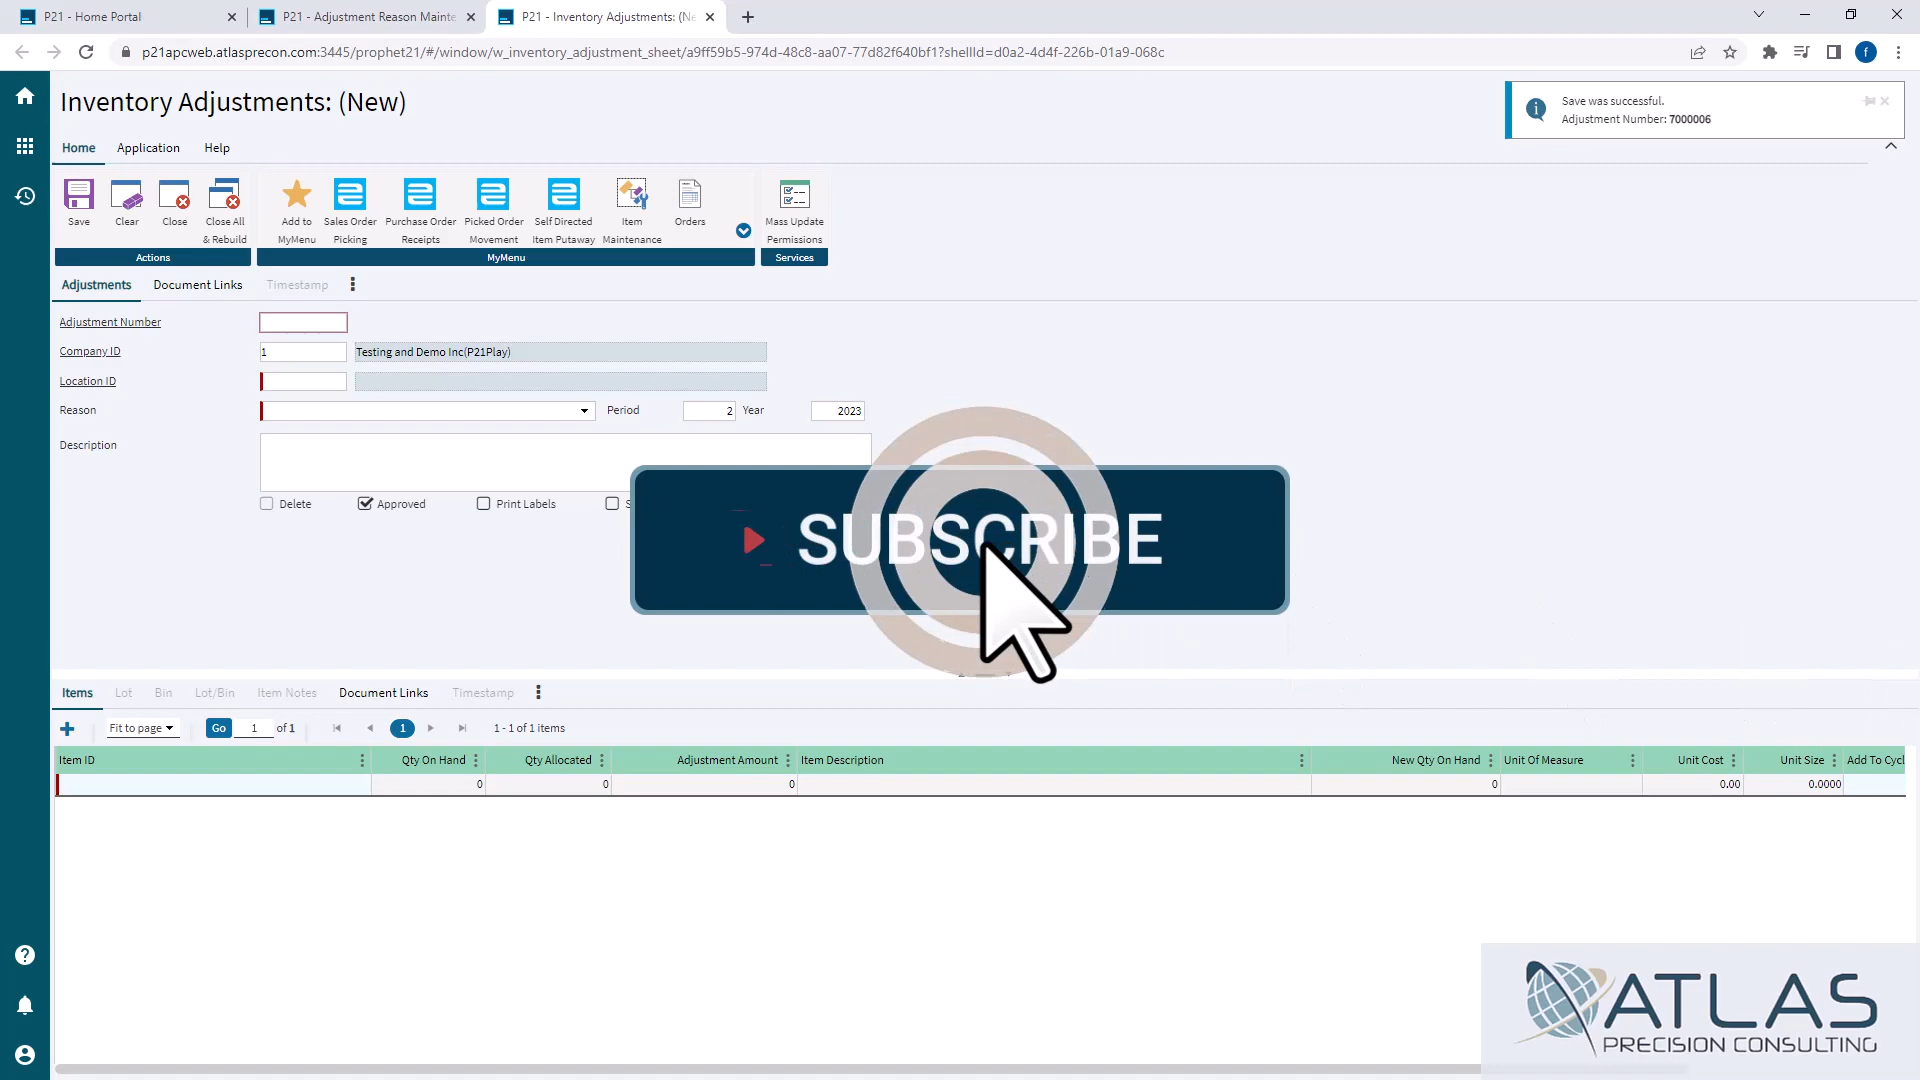 P21 - Home Portal
P21 - Adjustment Reason Mainte
P21 - Inventory Adjustments: (Ne
p21apcweb.atlasprecon.com:3445/prophet21/#/window/w_inventory_adjustment_sheet/a9ff59b5-974d-48c8-aa07-77d82f640bf1?shellId=d0a2-4d4f-226b-01a9-068c
f
Inventory Adjustments: (New)
Save was successful.
Adjustment Number: 7000006
Home Application Help
Save
Clear
Close
Close All & Rebuild
Add to MyMenu
Sales Order Picking
Purchase Order Receipts
Picked Order Movement
Self Directed Item Putaway
Item Maintenance
Orders
Mass Update Permissions
Actions MyMenu Services
Adjustments Document Links Timestamp
Adjustment Number
Company ID 1 Testing and Demo Inc(P21Play)
Location ID
Reason Period 2 Year 2023
Description
Delete Approved Print Labels S
SUBSCRIBE
Items Lot Bin Lot/Bin Item Notes Document Links Timestamp
Fit to page Go 1 of 1 1 1 - 1 of 1 items
Item ID Qty On Hand Qty Allocated Adjustment Amount Item Description New Qty On Hand Unit Of Measure Unit Cost Unit Size Add To Cycl
0 0 0 0 0.00 0.0000
ATLAS
PRECISION CONSULTING